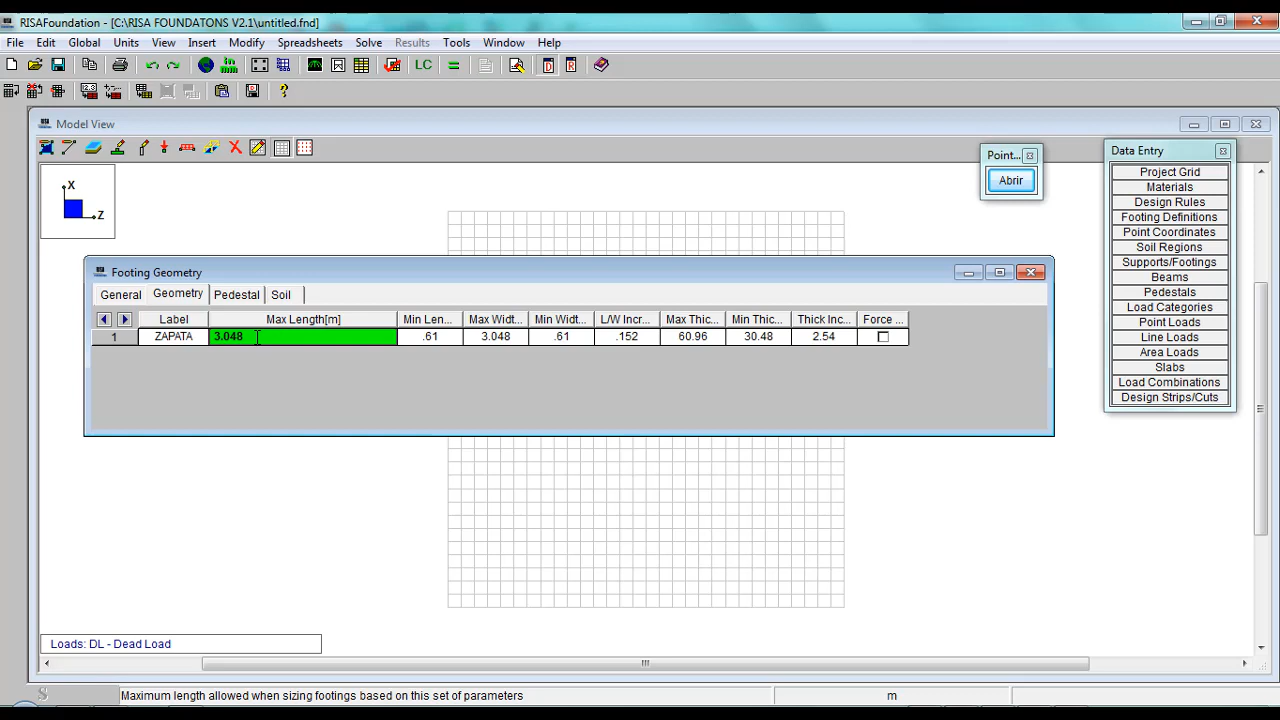 RISAFoundation - [C:\RISA FOUNDATONS V2.1\untitled.fnd]
File Edit Global Units View Insert Modify Spreadsheets Solve Results Tools Window Help
LC D R
Model View
X
Z
Point...
Abrir
Data Entry
Project Grid
Materials
Design Rules
Footing Definitions
Point Coordinates
Soil Regions
Supports/Footings
Beams
Pedestals
Load Categories
Point Loads
Line Loads
Area Loads
Slabs
Load Combinations
Design Strips/Cuts
Footing Geometry
General Geometry Pedestal Soil
Label Max Length[m] Min Len... Max Widt... Min Widt... L/W Incr... Max Thic... Min Thic... Thick Inc... Force ...
1 ZAPATA 3.048 .61 3.048 .61 .152 60.96 30.48 2.54
Loads: DL - Dead Load
S Maximum length allowed when sizing footings based on this set of parameters m